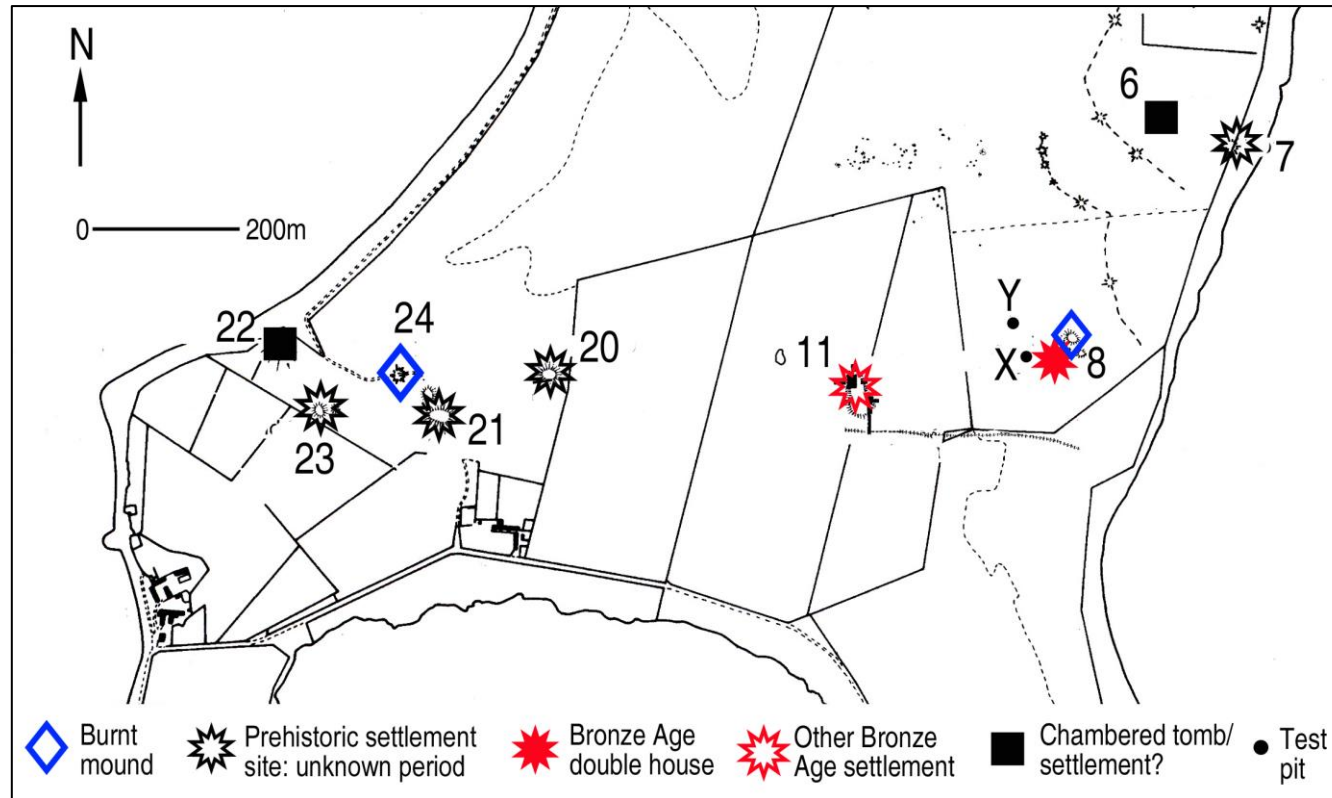 N
0 200m
6
7
22
24
20
11
Y
X
8
23
21
Burnt
mound
Prehistoric settlement
site: unknown period
Bronze Age
double house
Other Bronze
Age settlement
Chambered tomb/
settlement?
Test
pit